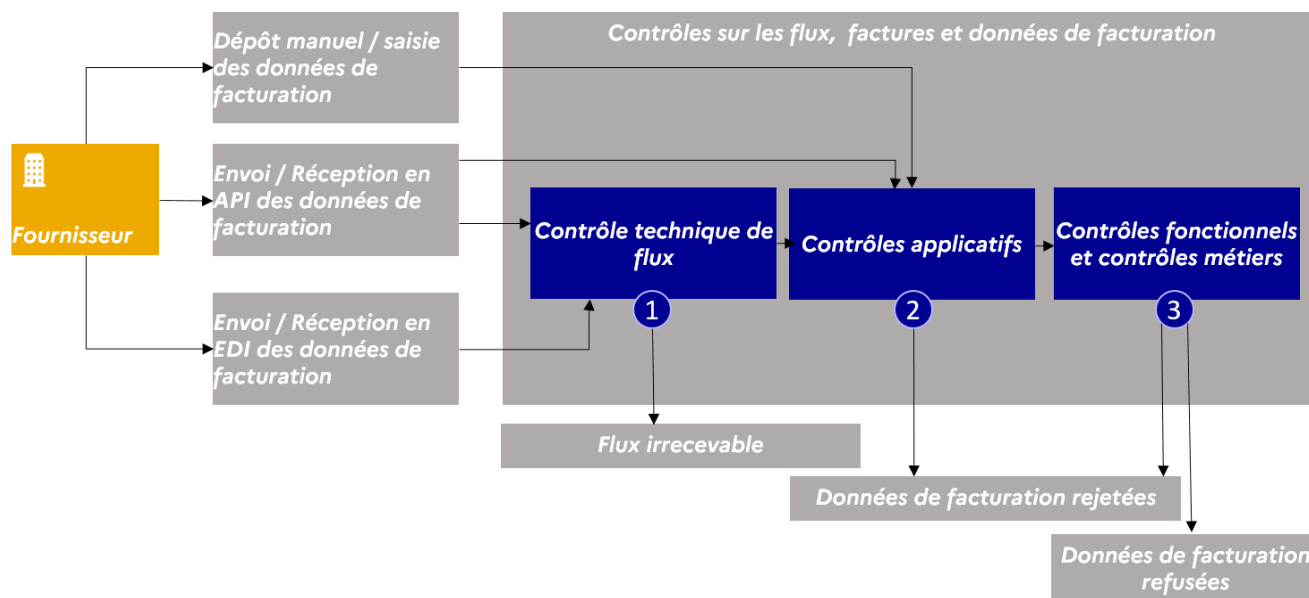 Dépôt manuel / saisie
des données de
facturation
Contrôles sur les flux,  factures et données de facturation
Fournisseur
Envoi / Réception en
API des données de
facturation
Contrôle technique de
flux
Contrôles applicatifs
Contrôles fonctionnels
et contrôles métiers
1
2
3
Envoi / Réception en
EDI des données de
facturation
Flux irrecevable
Données de facturation rejetées
Données de facturation
refusées